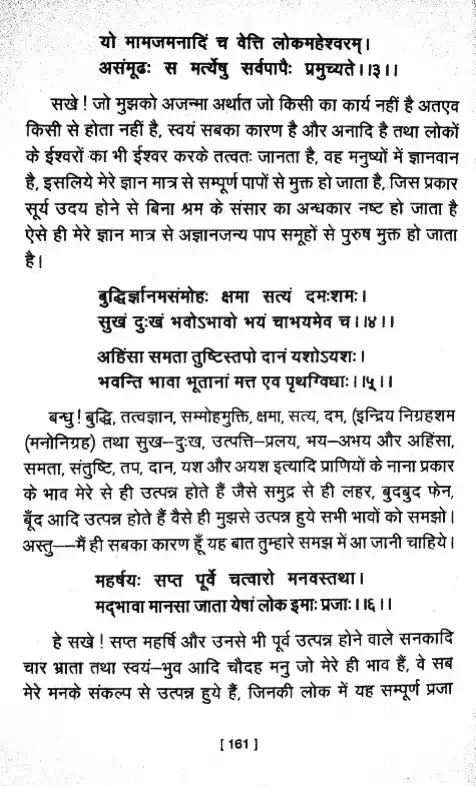 यो मामजमनादिं च वेत्ति लोकमहेश्वरम्।
असंमूढः स मर्त्येषु सर्वपापैः प्रमुच्यते।।३।।
सखे! जो मुझको अजन्मा अर्थात जो किसी का कार्य नहीं है अतएव
किसी से होता नहीं है, स्वयं सबका कारण है और अनादि है तथा लोकों
के ईश्वरों का भी ईश्वर करके तत्वतः जानता है, वह मनुष्यों में ज्ञानवान
है, इसलिये मेरे ज्ञान मात्र से सम्पूर्ण पापों से मुक्त हो जाता है, जिस प्रकार
सूर्य उदय होने से बिना श्रम के संसार का अन्धकार नष्ट हो जाता है
ऐसे ही मेरे ज्ञान मात्र से अज्ञानजन्य पाप समूहों से पुरुष मुक्त हो जाता
है।
बुद्धिर्ज्ञानमसंमोहः क्षमा सत्यं दमःशमः।
सुखं दुःखं भवोऽभावो भयं चाभयमेव च।।४।।
अहिंसा समता तुष्टिस्तपो दानं यशोऽयशः।
भवन्ति भावा भूतानां मत्त एव पृथग्विधाः।।५।।
बन्धु! बुद्धि, तत्वज्ञान, सम्मोहमुक्ति, क्षमा, सत्य, दम, (इन्द्रिय निग्रहशम
(मनोनिग्रह) तथा सुख-दुःख, उत्पत्ति-प्रलय, भय-अभय और अहिंसा,
समता, संतुष्टि, तप, दान, यश और अयश इत्यादि प्राणियों के नाना प्रकार
के भाव मेरे से ही उत्पन्न होते हैं जैसे समुद्र से ही लहर, बुदबुद फेन,
बूँद आदि उत्पन्न होते हैं वैसे ही मुझसे उत्पन्न हुये सभी भावों को समझो।
अस्तु––मैं ही सबका कारण हूँ यह बात तुम्हारे समझ में आ जानी चाहिये।
महर्षयः सप्त पूर्वे चत्वारो मनवस्तथा।
मद्भावा मानसा जाता येषां लोक इमाः प्रजाः।।६।।
हे सखे! सप्त महर्षि और उनसे भी पूर्व उत्पन्न होने वाले सनकादि
चार भ्राता तथा स्वयं-भुव आदि चौदह मनु जो मेरे ही भाव हैं, वे सब
मेरे मनके संकल्प से उत्पन्न हुये हैं, जिनकी लोक में यह सम्पूर्ण प्रजा
[ 161 ]